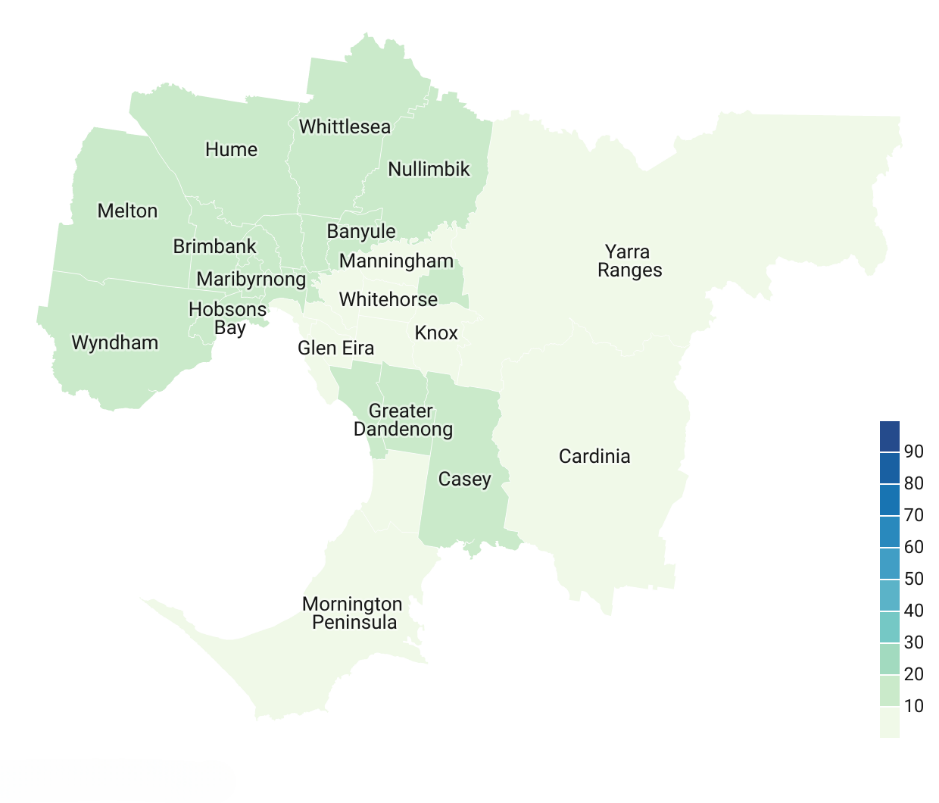 Whittlesea
Hume
Nullimbik
Melton
Banyule
Brimbank
Manningham
Yarra
Ranges
Maribyrnong
Whitehorse
Hobsons
Bay
Knox
Wyndham
Glen Eira
Greater
Dandenong
Cardinia
Casey
Mornington
Peninsula
90
80
70
60
50
40
30
20
10